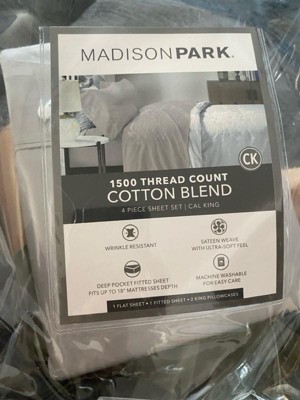 MADISONPARK®
1500 THREAD COUNT
COTTON BLEND
4 PIECE SHEET SET | CAL KING
CK
WRINKLE RESISTANT
SATEEN WEAVE
WITH ULTRA-SOFT FEEL
DEEP POCKET FITTED SHEET
FITS UP TO 18" MATTRESSES DEPTH
MACHINE WASHABLE
FOR EASY CARE
1 FLAT SHEET • 1 FITTED SHEET • 2 KING PILLOWCASES